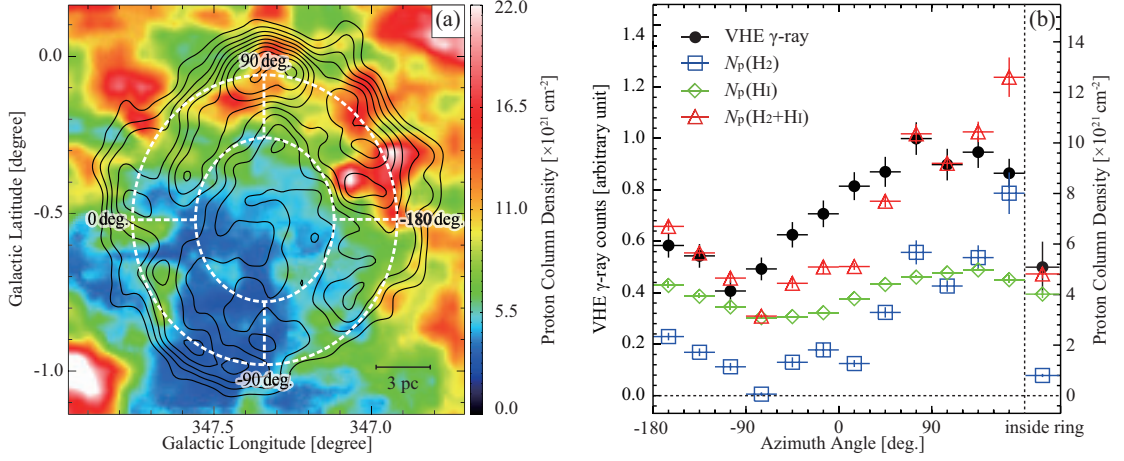 (a)
0.0
-0.5
-1.0
Galactic Latitude [degree]
90 deg.
0 deg.
-180 deg.
-90 deg.
3 pc
347.5
347.0
Galactic Longitude [degree]
22.0
16.5
11.0
5.5
0.0
Proton Column Density [×10²¹ cm⁻²]
(b)
VHE γ-ray
Np(H2)
Np(HI)
Np(H2+HI)
1.4
1.2
1.0
0.8
0.6
0.4
0.2
0.0
VHE γ-ray counts [arbitrary unit]
-180
-90
0
90
inside ring
Azimuth Angle [deg.]
14
12
10
8
6
4
2
0
Proton Column Density [×10²¹ cm⁻²]